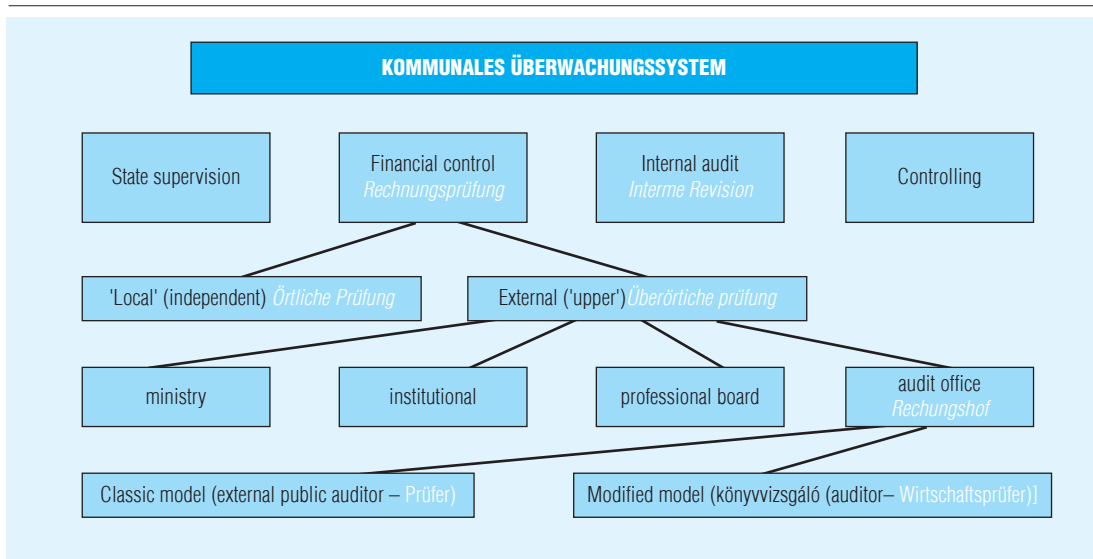 KOMMUNALES ÜBERWACHUNGSSYSTEM
State supervision
Financial control
Rechnungsprüfung
Internal audit
Interme Revision
Controlling
'Local' (independent) Örtliche Prüfung
External ('upper')Überörtiche prüfung
ministry
institutional
professional board
audit office
Rechungshof
Classic model (external public auditor – Prüfer)
Modified model (könyvvizsgáló (auditor– Wirtschaftsprüfer)]